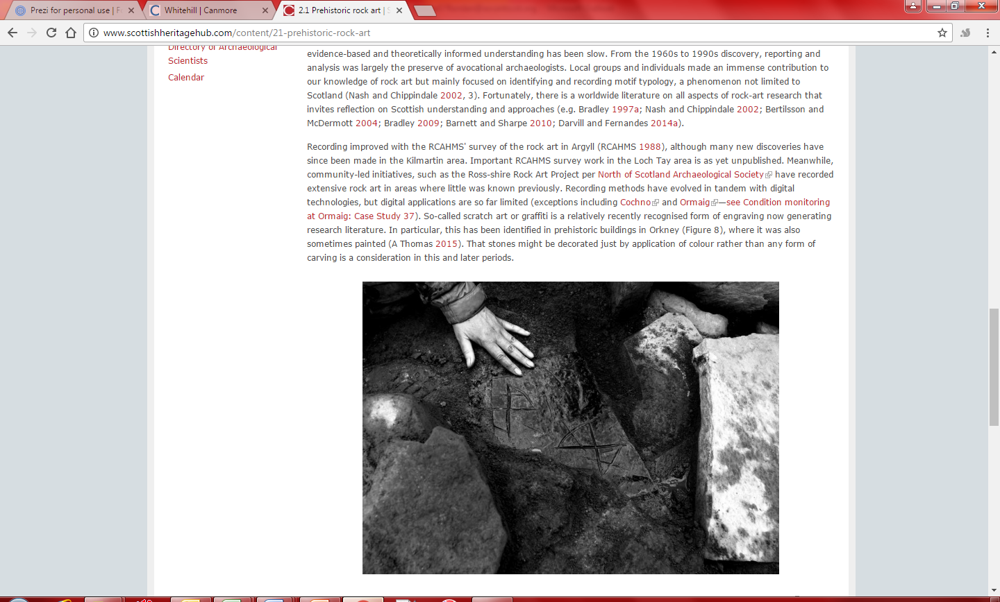 Prezi for personal use | F
Whitehill | Canmore
2.1 Prehistoric rock art | S
www.scottishheritagehub.com/content/21-prehistoric-rock-art
Directory of Archaeological
Scientists
Calendar
evidence-based and theoretically informed understanding has been slow. From the 1960s to 1990s discovery, reporting and
analysis was largely the preserve of avocational archaeologists. Local groups and individuals made an immense contribution to
our knowledge of rock art but mainly focused on identifying and recording motif typology, a phenomenon not limited to
Scotland (Nash and Chippindale 2002, 3). Fortunately, there is a worldwide literature on all aspects of rock-art research that
invites reflection on Scottish understanding and approaches (e.g. Bradley 1997a; Nash and Chippindale 2002; Bertilsson and
McDermott 2004; Bradley 2009; Barnett and Sharpe 2010; Darvill and Fernandes 2014a).
Recording improved with the RCAHMS' survey of the rock art in Argyll (RCAHMS 1988), although many new discoveries have
since been made in the Kilmartin area. Important RCAHMS survey work in the Loch Tay area is as yet unpublished. Meanwhile,
community-led initiatives, such as the Ross-shire Rock Art Project per North of Scotland Archaeological Society have recorded
extensive rock art in areas where little was known previously. Recording methods have evolved in tandem with digital
technologies, but digital applications are so far limited (exceptions including Cochno and Ormaig—see Condition monitoring
at Ormaig: Case Study 37). So-called scratch art or graffiti is a relatively recently recognised form of engraving now generating
research literature. In particular, this has been identified in prehistoric buildings in Orkney (Figure 8), where it was also
sometimes painted (A Thomas 2015). That stones might be decorated just by application of colour rather than any form of
carving is a consideration in this and later periods.